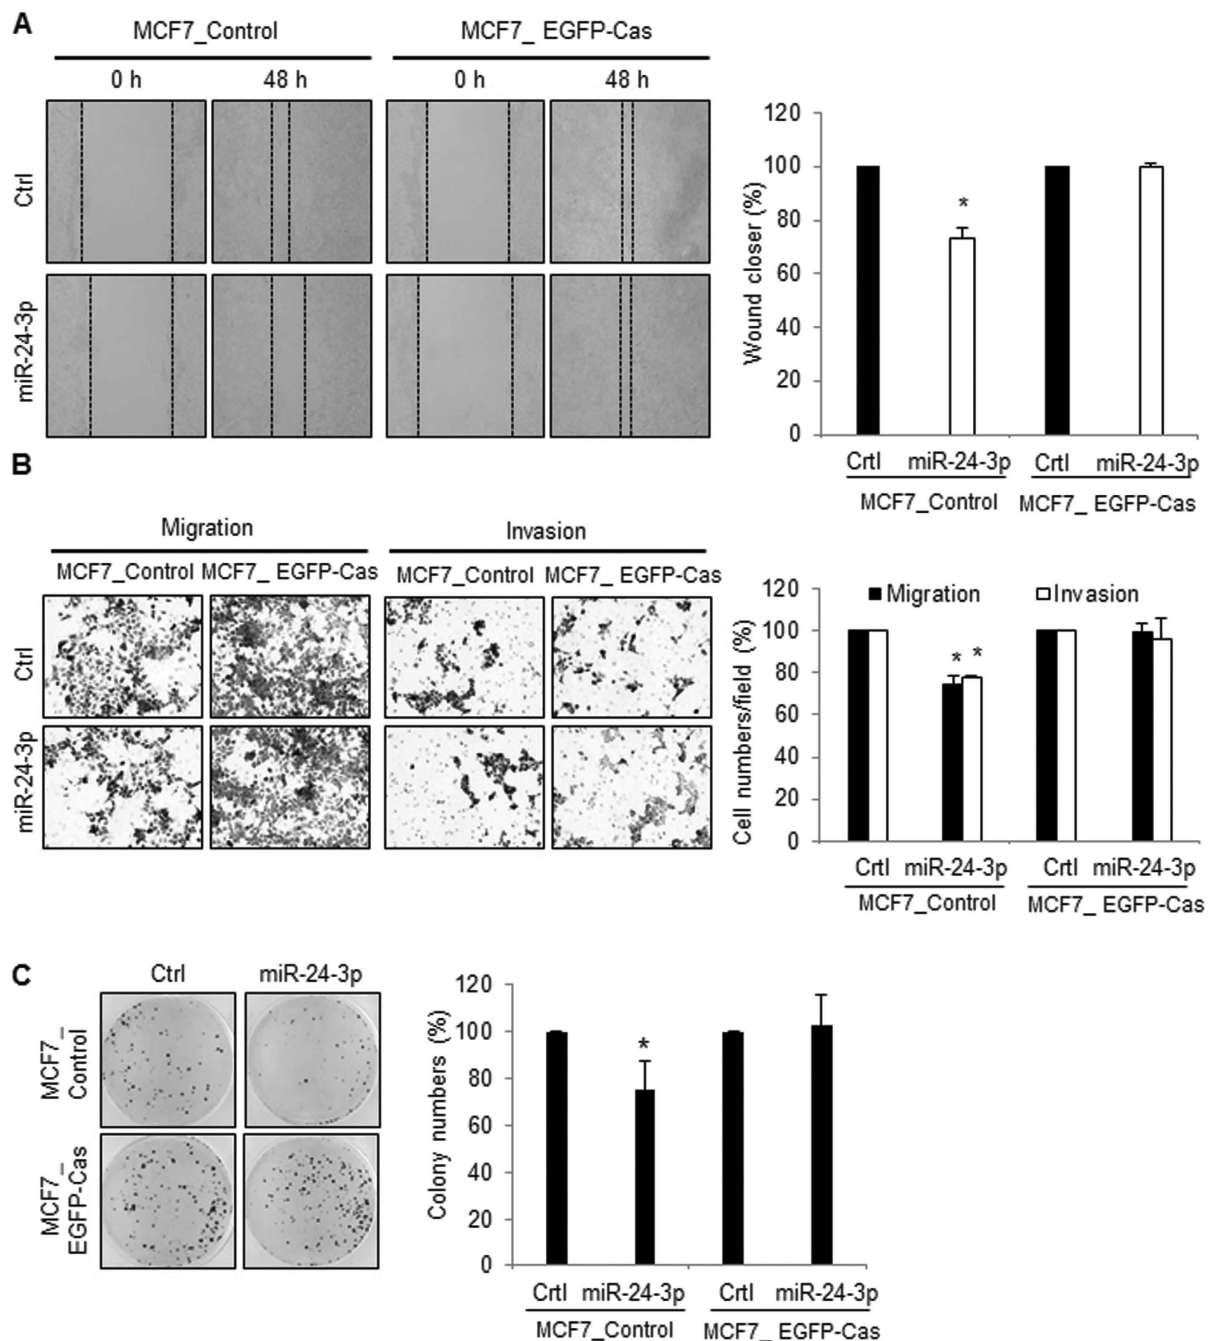 A
MCF7_Control
MCF7_ EGFP-Cas
0 h
48 h
0 h
48 h
Ctrl
miR-24-3p
Wound closer (%)
120
100
80
60
40
20
0
*
Crtl
miR-24-3p
Crtl
miR-24-3p
MCF7_Control
MCF7_ EGFP-Cas
B
Migration
Invasion
MCF7_Control
MCF7_ EGFP-Cas
MCF7_Control
MCF7_ EGFP-Cas
Ctrl
miR-24-3p
Cell numbers/field (%)
120
100
80
60
40
20
0
Migration
Invasion
* *
Crtl
miR-24-3p
Crtl
miR-24-3p
MCF7_Control
MCF7_ EGFP-Cas
C
Ctrl
miR-24-3p
MCF7_
Control
MCF7_
EGFP-Cas
Colony numbers (%)
120
100
80
60
40
20
0
*
Crtl
miR-24-3p
Crtl
miR-24-3p
MCF7_Control
MCF7_ EGFP-Cas